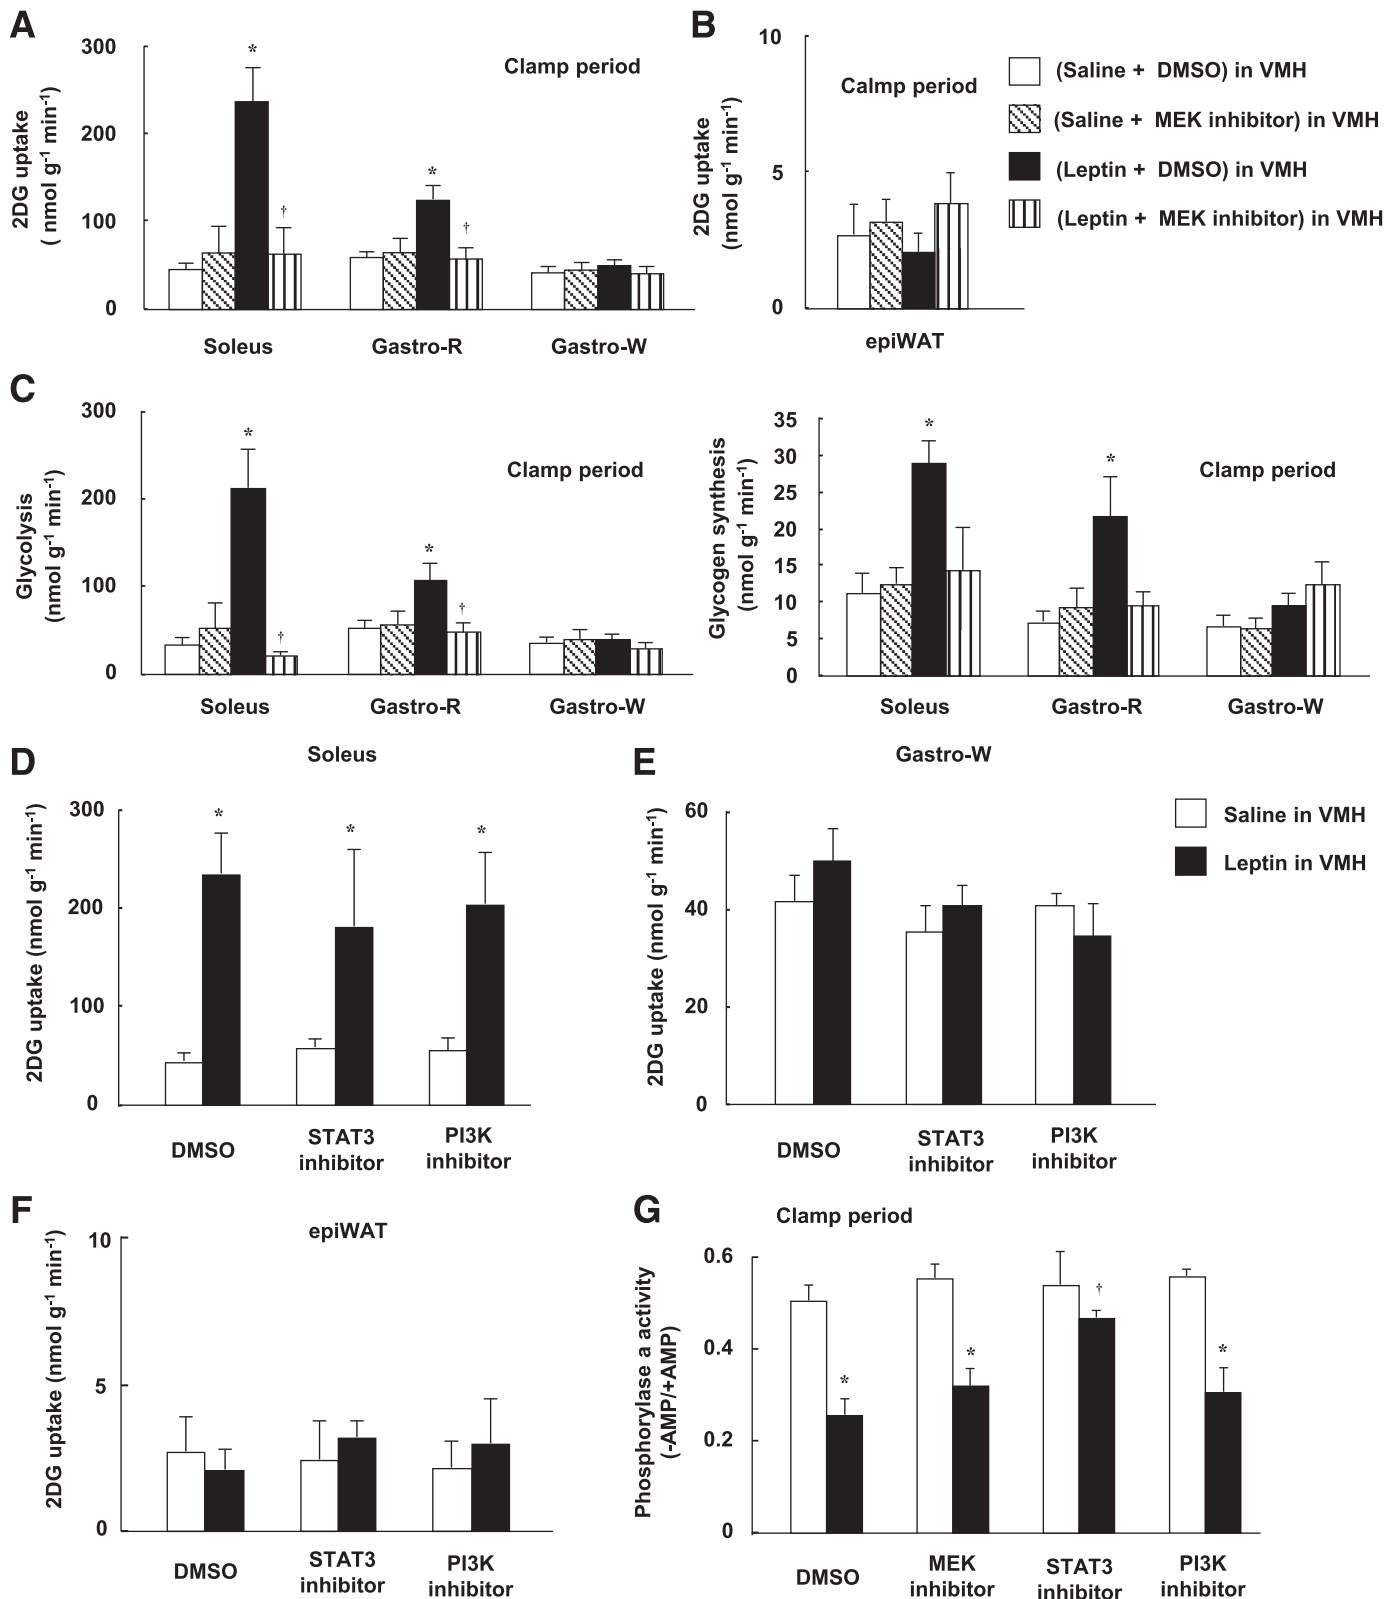 A
300
200
100
0
2DG uptake
( nmol g⁻¹ min⁻¹)
Clamp period
*
†
*
†
Soleus
Gastro-R
Gastro-W
B
10
5
0
2DG uptake
(nmol g⁻¹ min⁻¹)
Calmp period
epiWAT
(Saline + DMSO) in VMH
(Saline + MEK inhibitor) in VMH
(Leptin + DMSO) in VMH
(Leptin + MEK inhibitor) in VMH
C
300
200
100
0
Glycolysis
(nmol g⁻¹ min⁻¹)
Clamp period
*
†
*
†
Soleus
Gastro-R
Gastro-W
35
30
25
20
15
10
5
0
Glycogen synthesis
(nmol g⁻¹ min⁻¹)
Clamp period
*
*
Soleus
Gastro-R
Gastro-W
D
Soleus
300
200
100
0
2DG uptake (nmol g⁻¹ min⁻¹)
*
*
*
DMSO
STAT3
inhibitor
PI3K
inhibitor
E
Gastro-W
60
40
20
0
2DG uptake (nmol g⁻¹ min⁻¹)
DMSO
STAT3
inhibitor
PI3K
inhibitor
Saline in VMH
Leptin in VMH
F
epiWAT
10
5
0
2DG uptake (nmol g⁻¹ min⁻¹)
DMSO
STAT3
inhibitor
PI3K
inhibitor
G
Clamp period
0.6
0.4
0.2
0
Phosphorylase a activity
(-AMP/+AMP)
*
*
†
*
DMSO
MEK
inhibitor
STAT3
inhibitor
PI3K
inhibitor